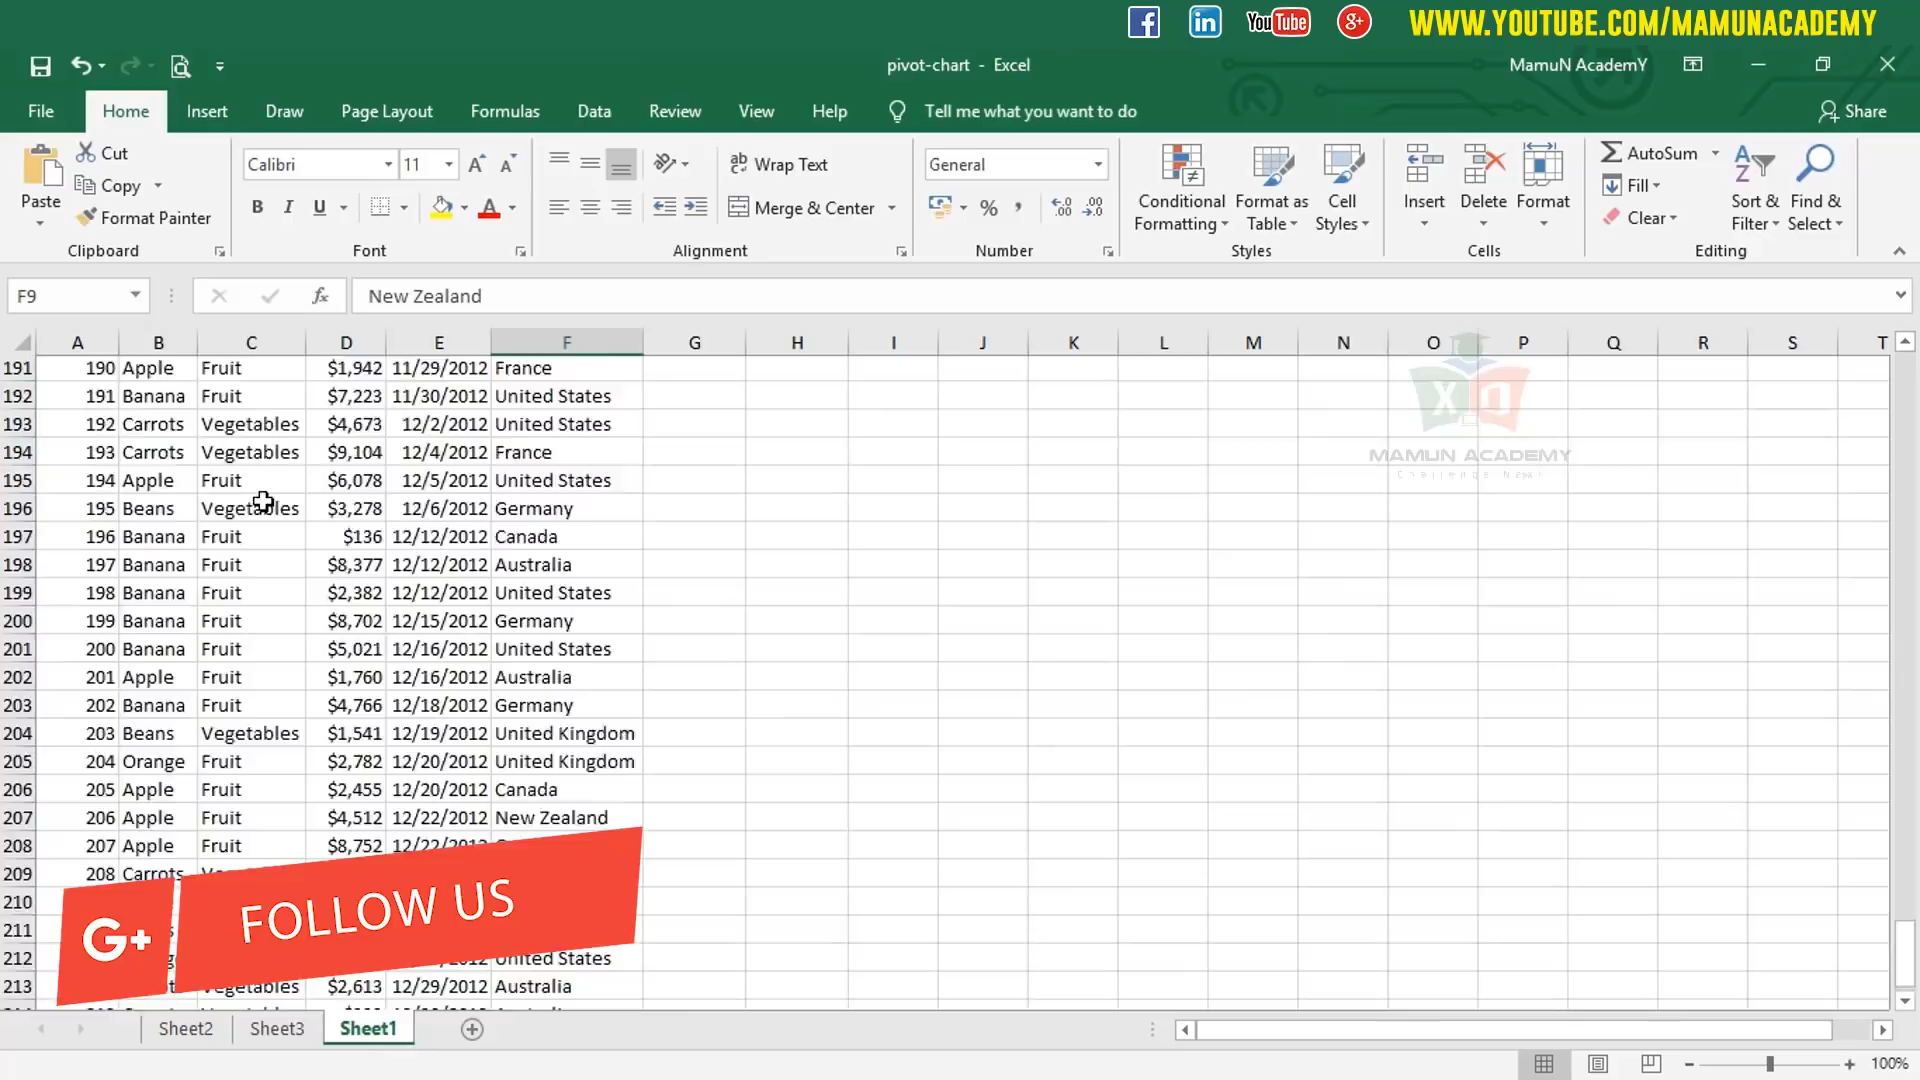 WWW.YOUTUBE.COM/MAMUNACADEMY
You Tube
pivot-chart - Excel
MamuN AcademY
File Home Insert Draw Page Layout Formulas Data Review View Help Tell me what you want to do Share
Paste Cut Copy Format Painter Clipboard
Calibri 11 B I U Font
Wrap Text Merge & Center Alignment
General % Number
Conditional Formatting Format as Table Cell Styles Styles
Insert Delete Format Cells
AutoSum Fill Clear Sort & Filter Find & Select Editing
F9 fx New Zealand
A B C D E F G H I J K L M N O P Q R S T
191 190 Apple Fruit $1,942 11/29/2012 France
192 191 Banana Fruit $7,223 11/30/2012 United States
193 192 Carrots Vegetables $4,673 12/2/2012 United States
194 193 Carrots Vegetables $9,104 12/4/2012 France
195 194 Apple Fruit $6,078 12/5/2012 United States
196 195 Beans Vegetables $3,278 12/6/2012 Germany
197 196 Banana Fruit $136 12/12/2012 Canada
198 197 Banana Fruit $8,377 12/12/2012 Australia
199 198 Banana Fruit $2,382 12/12/2012 United States
200 199 Banana Fruit $8,702 12/15/2012 Germany
201 200 Banana Fruit $5,021 12/16/2012 United States
202 201 Apple Fruit $1,760 12/16/2012 Australia
203 202 Banana Fruit $4,766 12/18/2012 Germany
204 203 Beans Vegetables $1,541 12/19/2012 United Kingdom
205 204 Orange Fruit $2,782 12/20/2012 United Kingdom
206 205 Apple Fruit $2,455 12/20/2012 Canada
207 206 Apple Fruit $4,512 12/22/2012 New Zealand
208 207 Apple Fruit $8,752 12/22/2012
209 208 Carrots
210
211
212 United States
213 Vegetables $2,613 12/29/2012 Australia
MAMUN ACADEMY
G+ FOLLOW US
Sheet2 Sheet3 Sheet1
100%